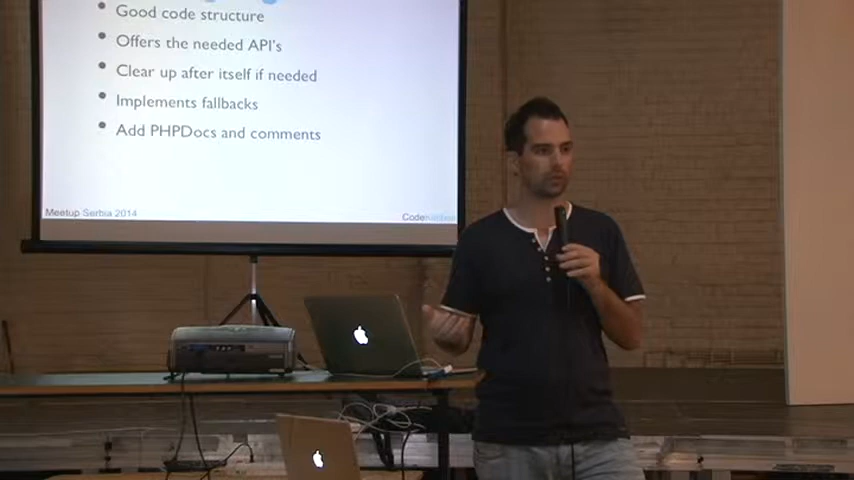 Good code structure
Offers the needed API's
Clear up after itself if needed
Implements fallbacks
Add PHPDocs and comments
Meetup Serbia 2014